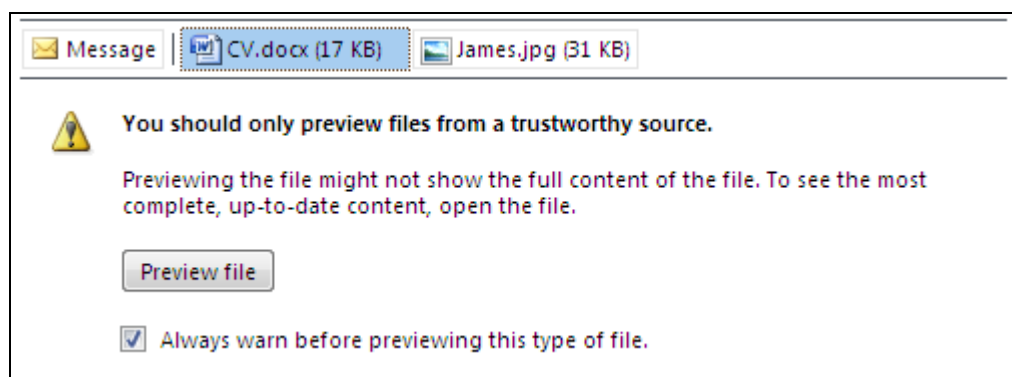 Message CV.docx (17 KB) James.jpg (31 KB)
You should only preview files from a trustworthy source.
Previewing the file might not show the full content of the file. To see the most
complete, up-to-date content, open the file.
Preview file
Always warn before previewing this type of file.